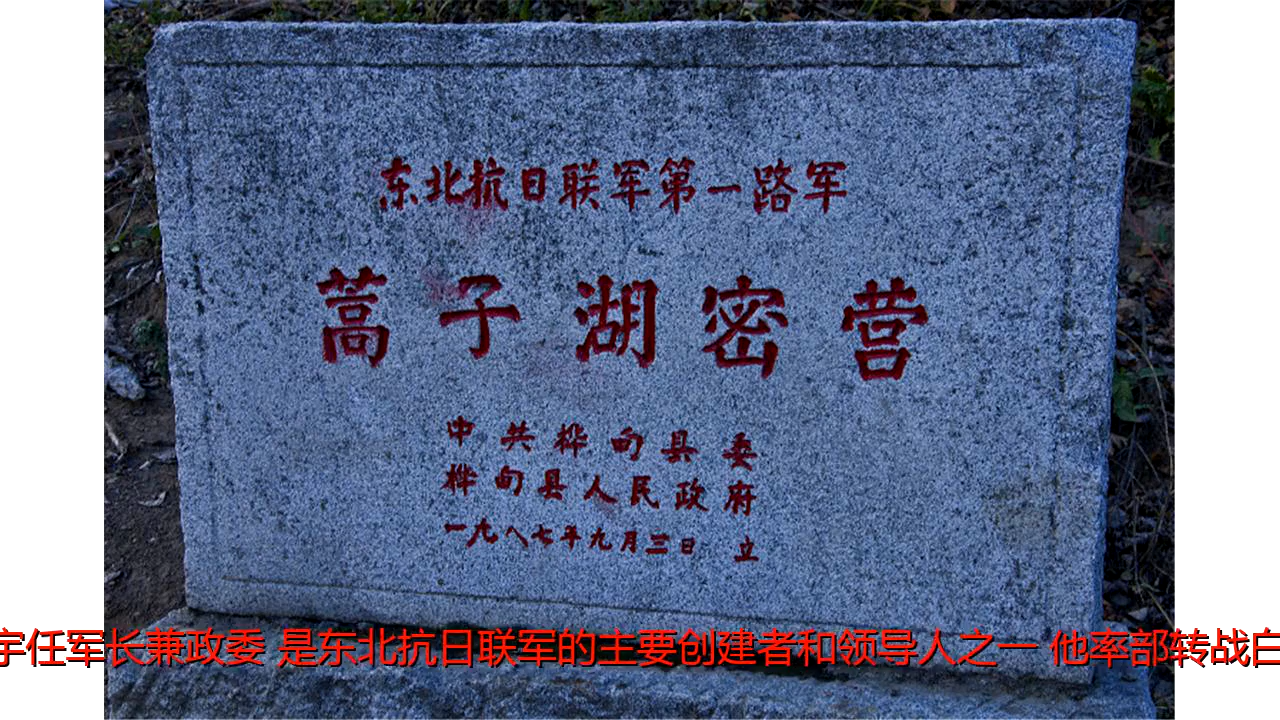 东北抗日联军第一路军
蒿子湖密营
中共桦甸县委
桦甸县人民政府
一九八七年九月三日 立
宇任军长兼政委 是东北抗日联军的主要创建者和领导人之一 他率部转战白